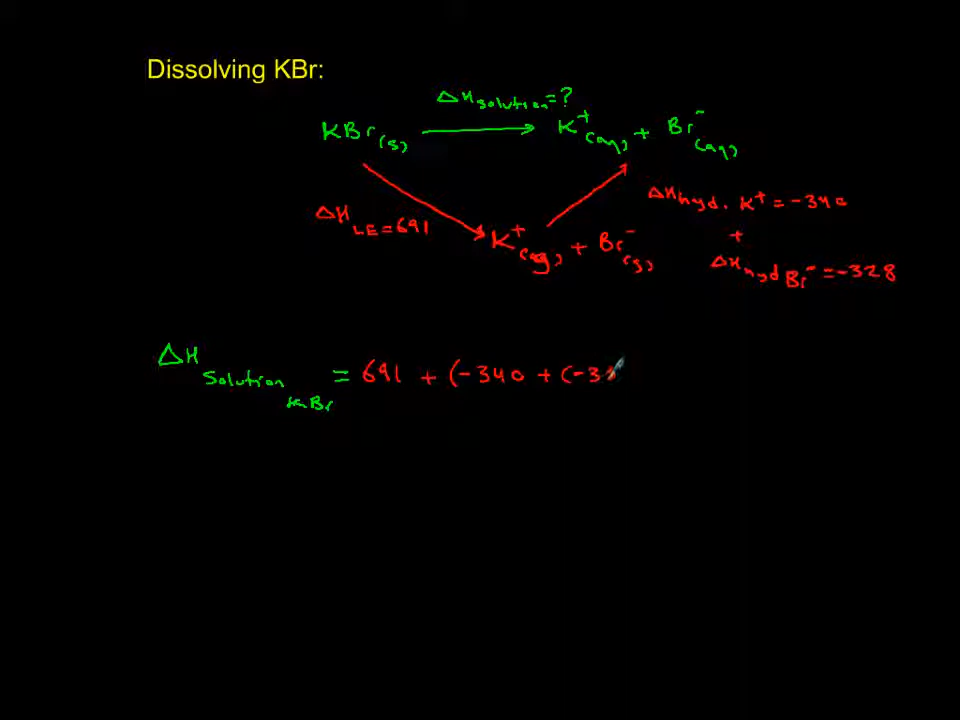 Dissolving KBr:
ΔH solution = ?
KBr(s) → K+(aq) + Br-(aq)
ΔH hyd. K+ = -340
ΔH LE = 691
+
K+(g) + Br-(g)
ΔH hyd Br- = -328
ΔH Solution KBr = 691 + (-340 + (-3